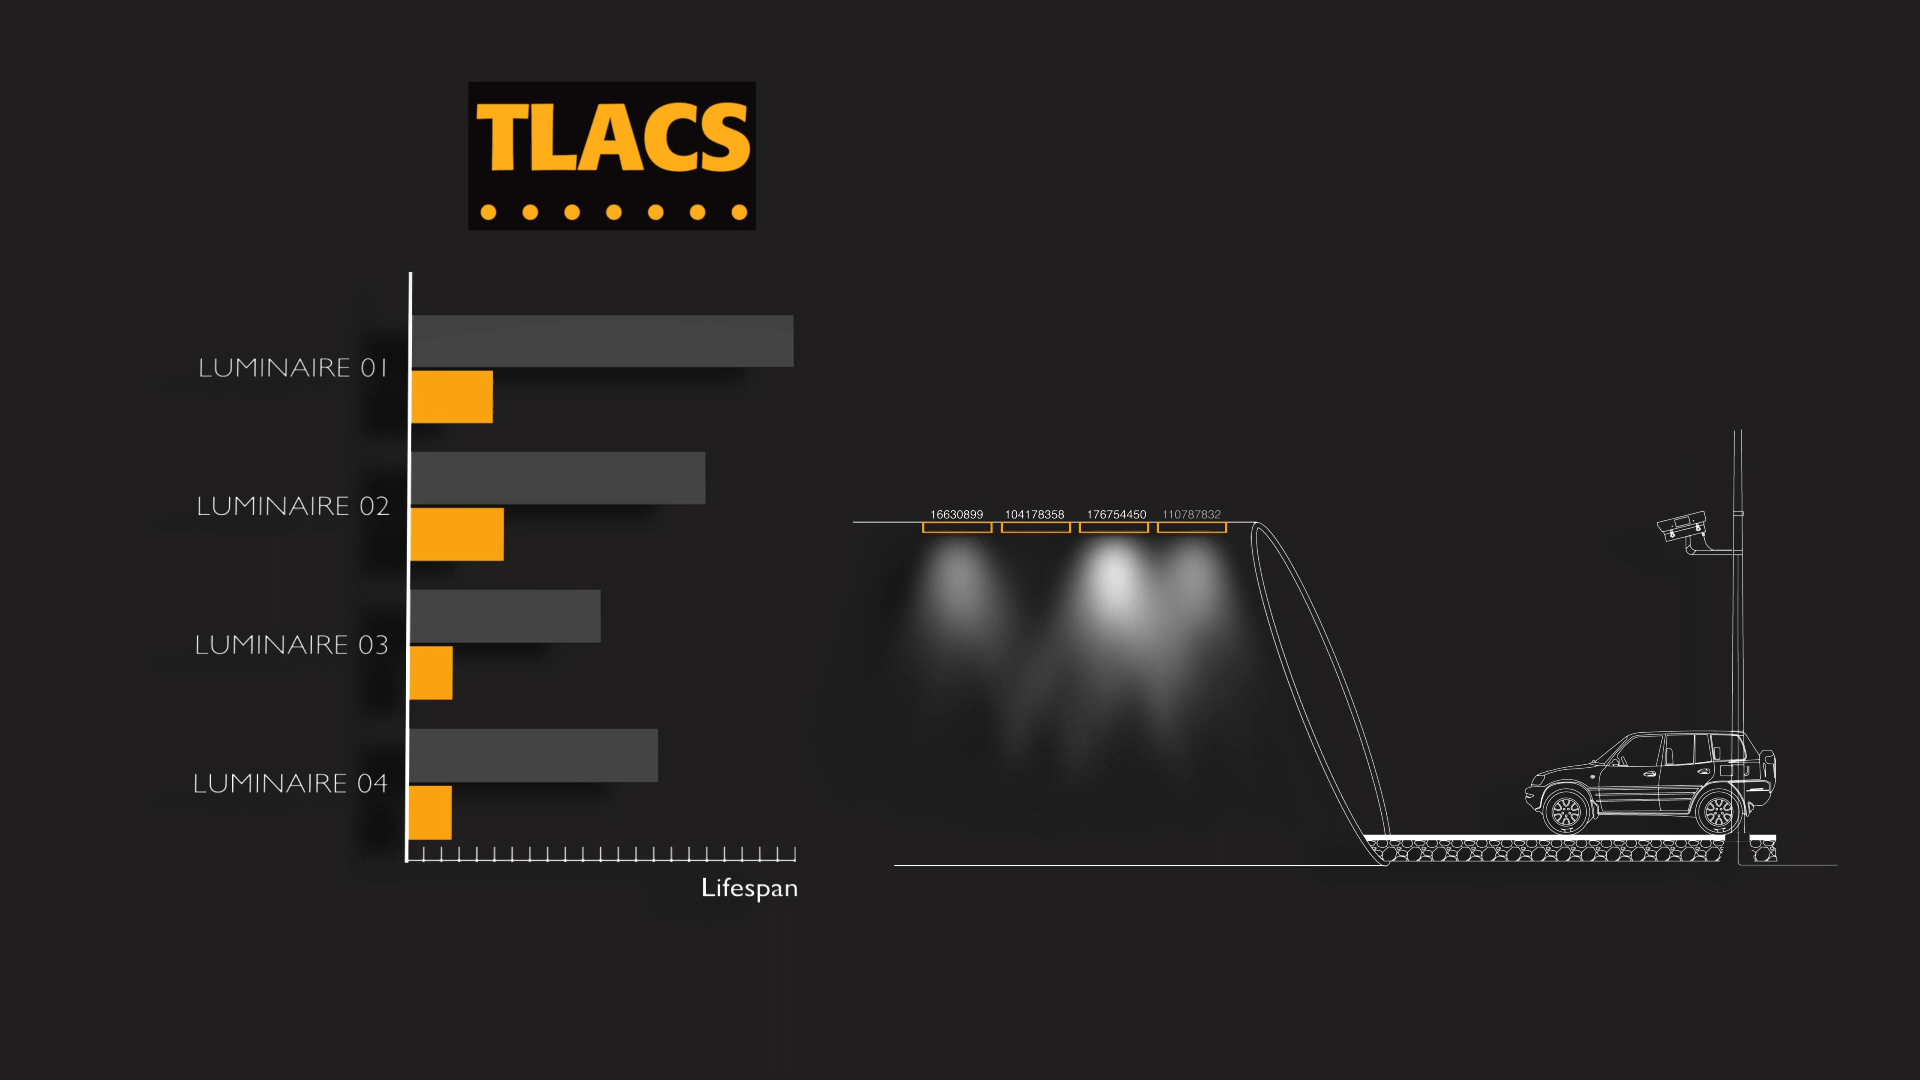 TLACS
LUMINAIRE 01
LUMINAIRE 02
LUMINAIRE 03
LUMINAIRE 04
Lifespan
16630899 104178358 176754450 110787832